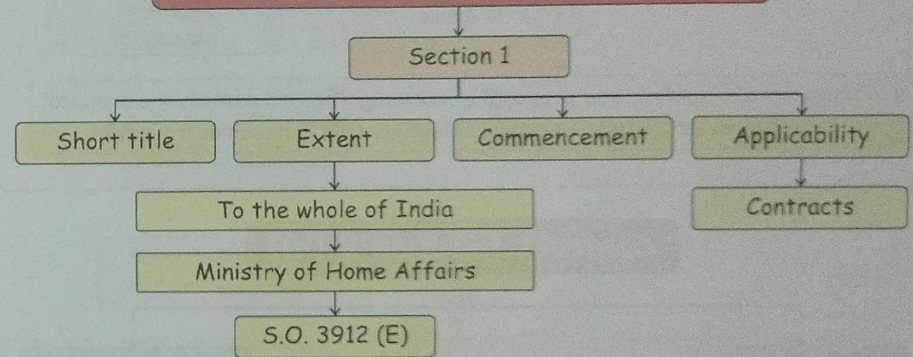 Section 1
Short title
Extent
Commencement
Applicability
To the whole of India
Contracts
Ministry of Home Affairs
S.O. 3912 (E)